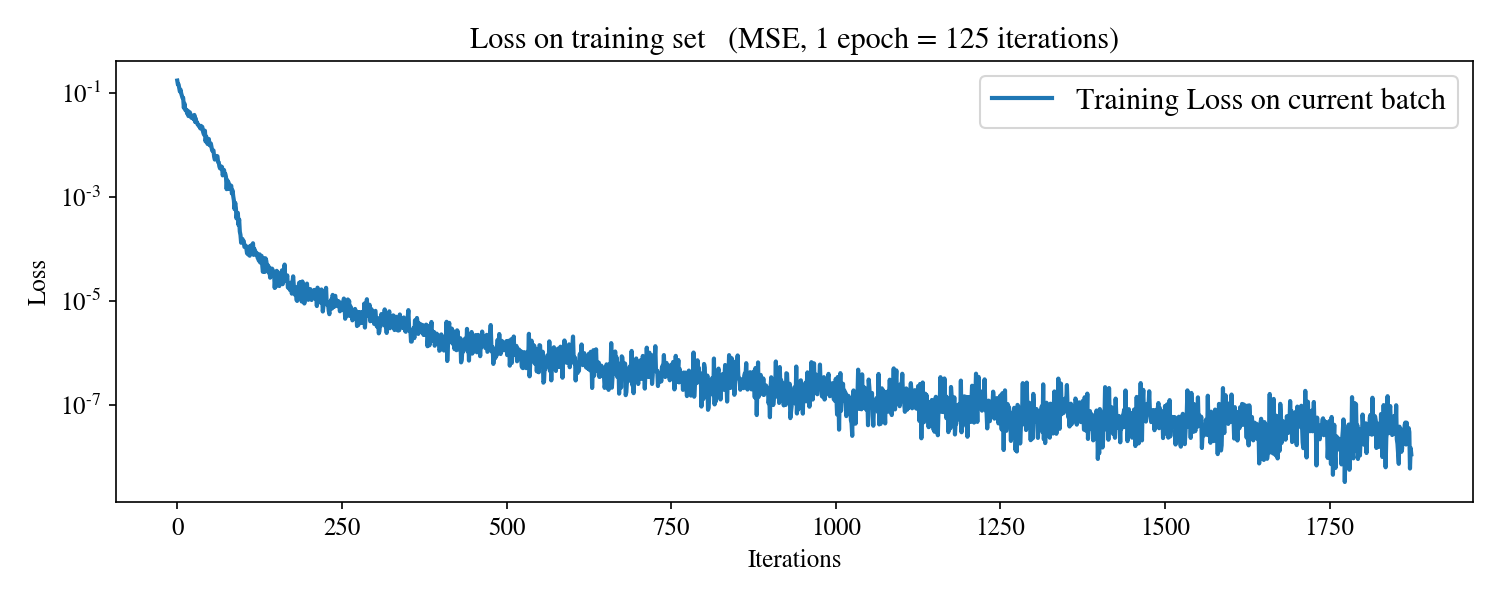 Loss on training set (MSE, 1 epoch = 125 iterations)
Training Loss on current batch
Loss
10^-1
10^-3
10^-5
10^-7
0 250 500 750 1000 1250 1500 1750
Iterations